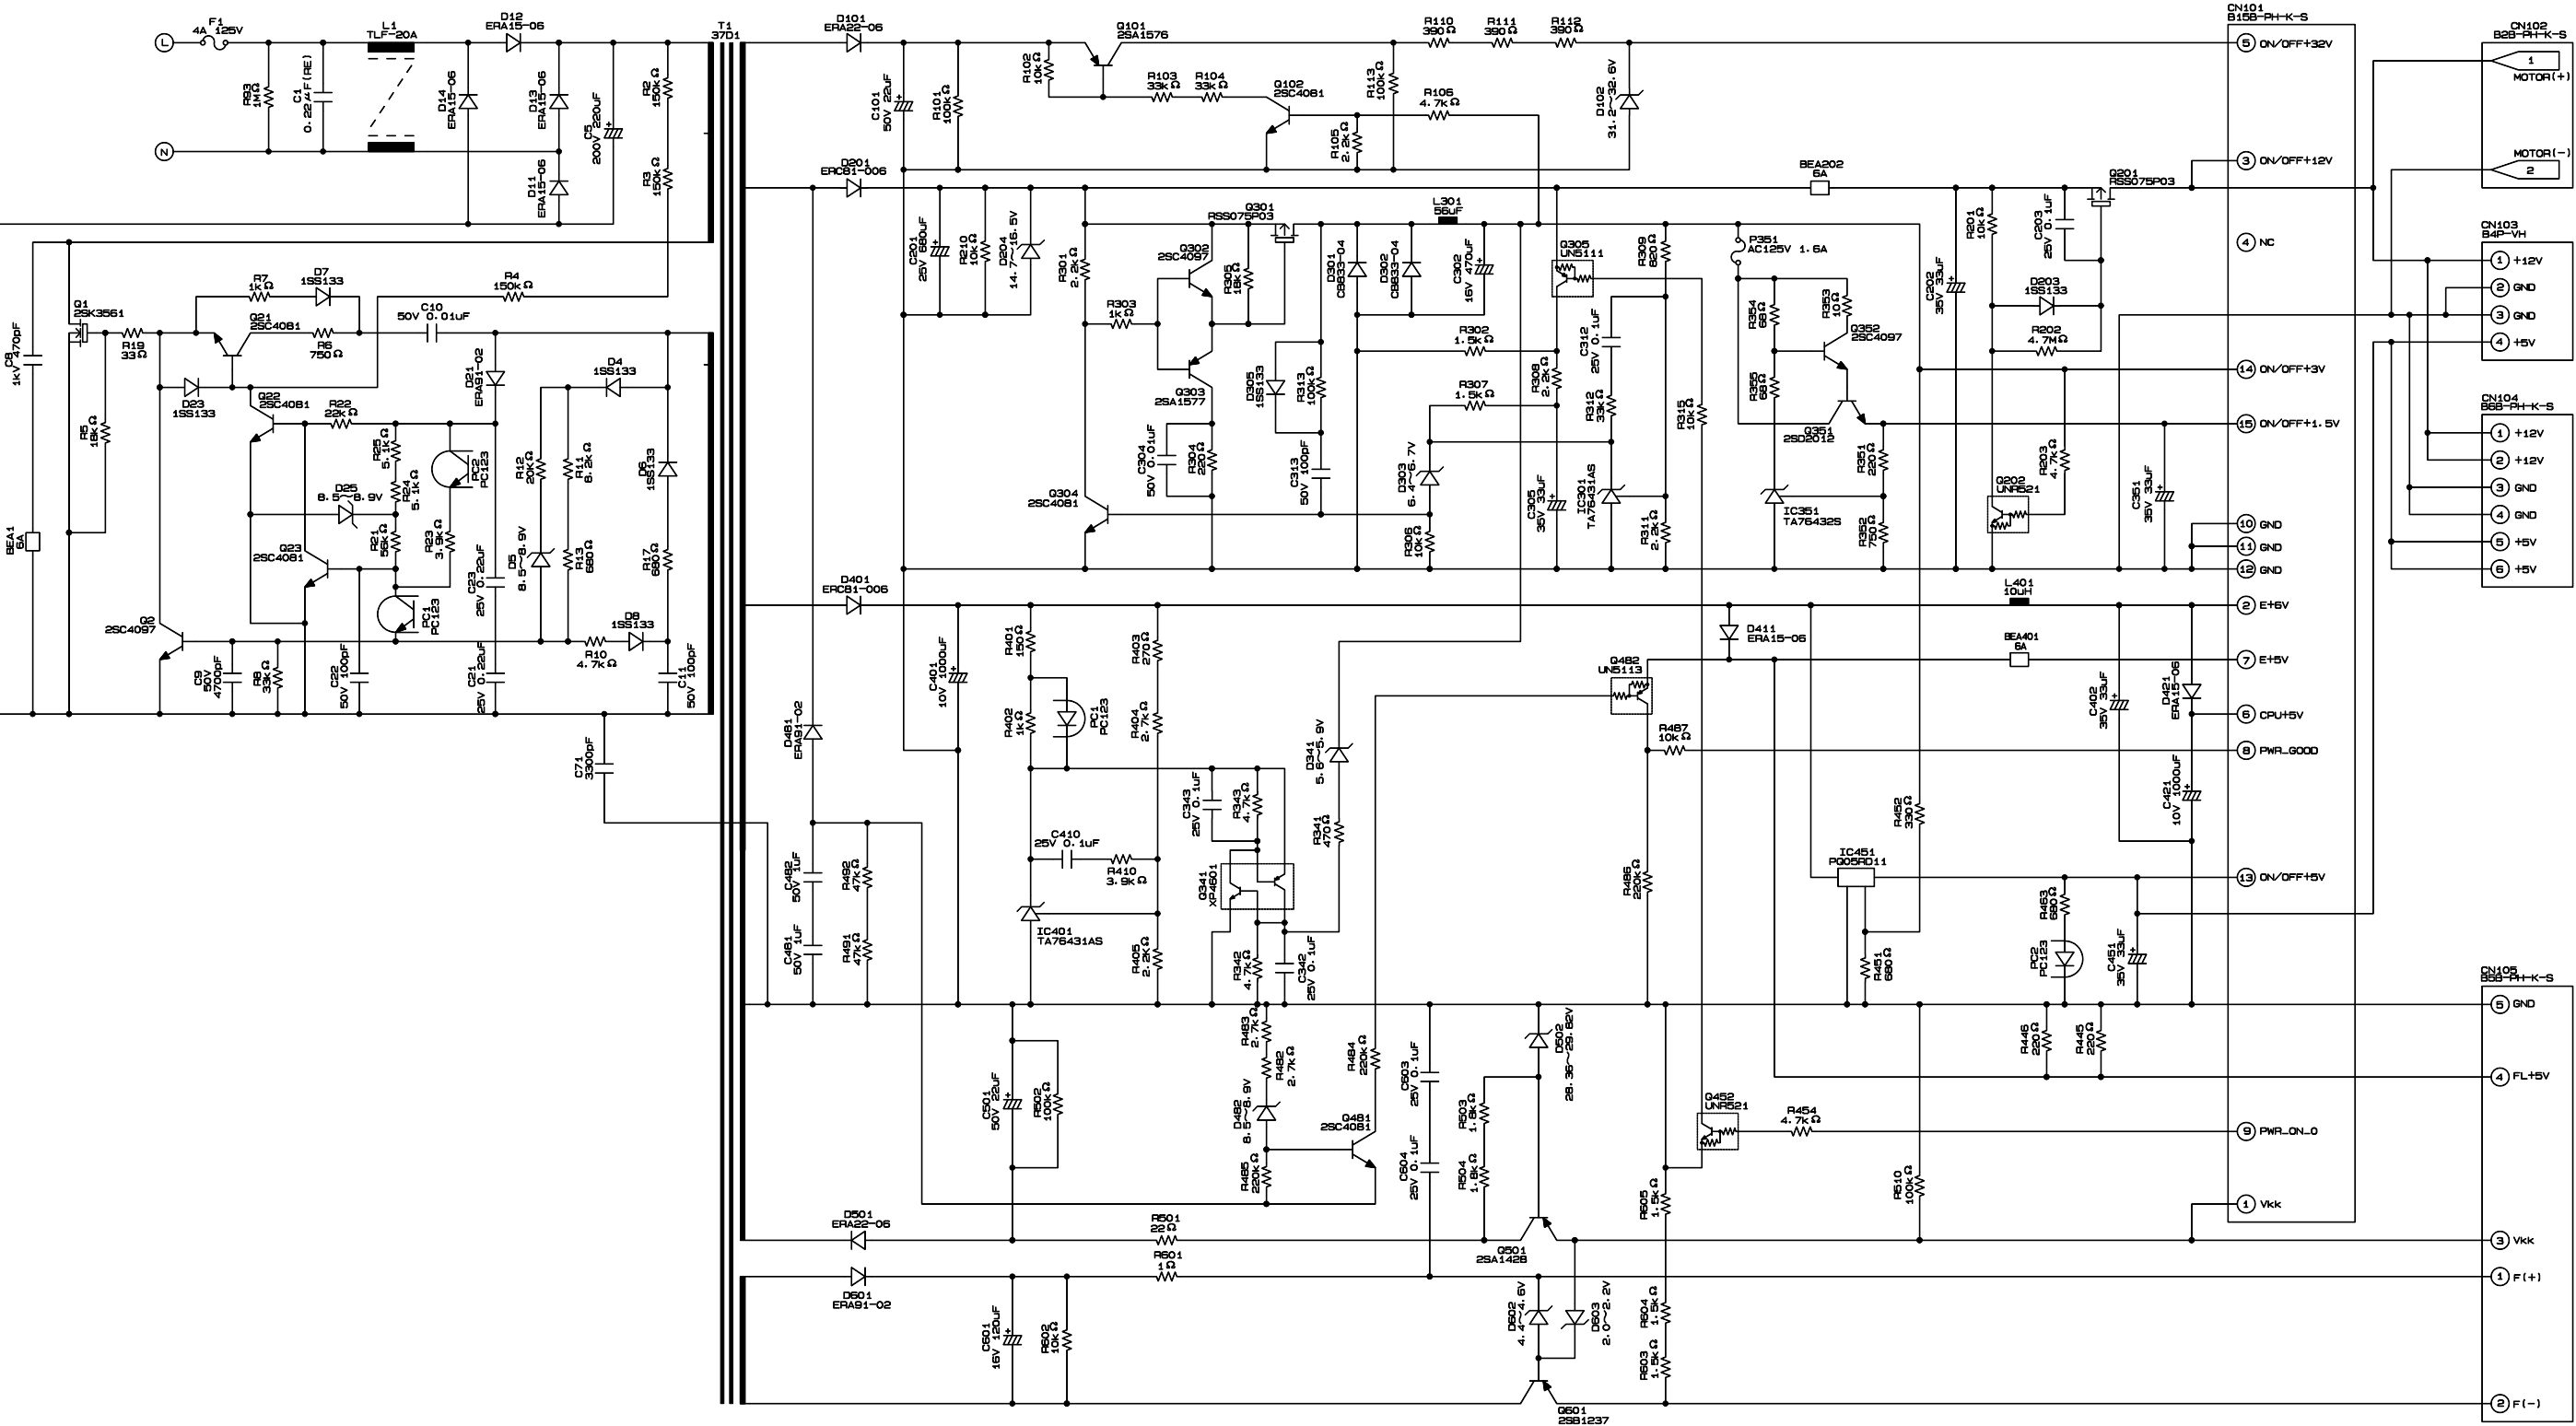 F1
4A 125V
L1
TLF-20A
D12
ERA15-06
T1
37D1
D101
ERA22-06
Q101
2SA1576
R110
390Ω
R111
390Ω
R112
390Ω
CN101
B15B-PH-K-S
CN102
B2B-PH-K-S
L
N
R93
1MΩ
C1
0.22μF(RE)
D14
ERA15-06
D13
ERA15-06
D11
ERA15-06
C5
200V 220uF
R2
150kΩ
R3
150kΩ
C101
50V 22uF
R101
100kΩ
R102
10kΩ
R103
33kΩ
R104
33kΩ
Q102
2SC4081
R105
2.2kΩ
R113
100kΩ
R106
4.7kΩ
D102
31.2~32.6V
5 ON/OFF+32V
3 ON/OFF+12V
4 NC
14 ON/OFF+3V
15 ON/OFF+1.5V
10 GND
11 GND
12 GND
2 E+6V
7 E+5V
6 CPU+5V
8 PWR_GOOD
13 ON/OFF+5V
9 PWR_ON_0
1 Vkk
1
MOTOR(+)
MOTOR(-)
2
CN103
B4P-VH
1 +12V
2 GND
3 GND
4 +5V
CN104
B6B-PH-K-S
1 +12V
2 +12V
3 GND
4 GND
5 +5V
6 +5V
CN105
B5B-PH-K-S
5 GND
4 FL+5V
3 Vkk
1 F(+)
2 F(-)
D201
ERC81-006
BEA202
6A
Q201
RSS075P03
C201
25V 680uF
R210
10kΩ
D204
14.7~16.5V
R301
2.2kΩ
R303
1kΩ
Q302
2SC4097
Q303
2SA1577
Q301
RSS075P03
R305
18kΩ
D305
1SS133
R313
100kΩ
C304
50V 0.01uF
R304
220Ω
C313
50V 100pF
Q304
2SC4081
D301
CB833-04
D302
CB833-04
L301
56uF
C302
16V 470uF
R302
1.5kΩ
R307
1.5kΩ
D303
6.4~6.7V
R306
10kΩ
Q305
UN5111
R308
2.2kΩ
C305
35V 33uF
C312
25V 0.1uF
R312
33kΩ
IC301
TA76431AS
R309
820Ω
R311
2.2kΩ
R315
10kΩ
P351
AC125V 1.6A
R354
68Ω
R355
68Ω
R353
10Ω
Q352
2SC4097
Q351
2SD2012
IC351
TA76432S
R351
220Ω
R352
750Ω
C202
35V 33uF
R201
10kΩ
C203
25V 0.1uF
D203
1SS133
R202
4.7MΩ
Q202
UNR521
R203
4.7kΩ
C351
35V 33uF
C8
1kV 470pF
BEA1
6A
Q1
2SK3561
R5
18kΩ
R19
33Ω
R7
1kΩ
D7
1SS133
R4
150kΩ
Q21
2SC4081
R6
750Ω
C10
50V 0.01uF
D23
1SS133
Q22
2SC4081
R22
22kΩ
D21
ERA91-02
D4
1SS133
R25
5.1kΩ
R24
5.1kΩ
PC2
PC123
D25
8.5~8.9V
R21
56kΩ
R23
3.9kΩ
Q23
2SC4081
PC1
PC123
C23
25V 0.22uF
C21
25V 0.22uF
R12
20kΩ
R11
8.2kΩ
D5
8.5~8.9V
R13
680Ω
D6
1SS133
R17
680Ω
D8
1SS133
R10
4.7kΩ
Q2
2SC4097
C9
50V
4700pF
R8
33kΩ
C22
50V 100pF
C11
50V 100pF
C71
3300pF
D401
ERC81-006
C401
10V 1000uF
R401
150Ω
R402
1kΩ
PC1
PC123
R403
270Ω
R404
2.7kΩ
C410
25V 0.1uF
R410
3.9kΩ
IC401
TA76431AS
R405
2.2kΩ
C343
25V 0.1uF
R343
4.7kΩ
Q341
XP4601
R342
4.7kΩ
C342
25V 0.1uF
D341
5.6~5.9V
R341
470Ω
D481
ERA91-02
C482
50V 1uF
C481
50V 1uF
R492
47kΩ
R491
47kΩ
Q482
UN5113
D411
ERA15-06
L401
10uH
BEA401
6A
C402
35V 33uF
D421
ERA15-06
C421
10V 1000uF
R487
10kΩ
R486
220kΩ
R452
330Ω
IC451
PQ05RD11
R451
680Ω
R463
680Ω
PC2
PC123
C451
35V 33uF
R446
220Ω
R445
220Ω
C501
50V 22uF
R502
100kΩ
R483
2.7kΩ
R482
2.7kΩ
D482
8.5~8.9V
R485
220kΩ
R484
220kΩ
Q481
2SC4081
C603
25V 0.1uF
C604
25V 0.1uF
R503
1.8kΩ
R504
1.8kΩ
D502
28.36~29.82V
Q452
UNR521
R454
4.7kΩ
R605
1.5kΩ
R510
100kΩ
D501
ERA22-06
R501
22Ω
R601
1Ω
Q501
2SA1428
D601
ERA91-02
C601
16V 120uF
R602
10kΩ
D602
4.4~4.6V
D603
2.0~2.2V
R604
1.5kΩ
R603
1.5kΩ
Q601
2SB1237